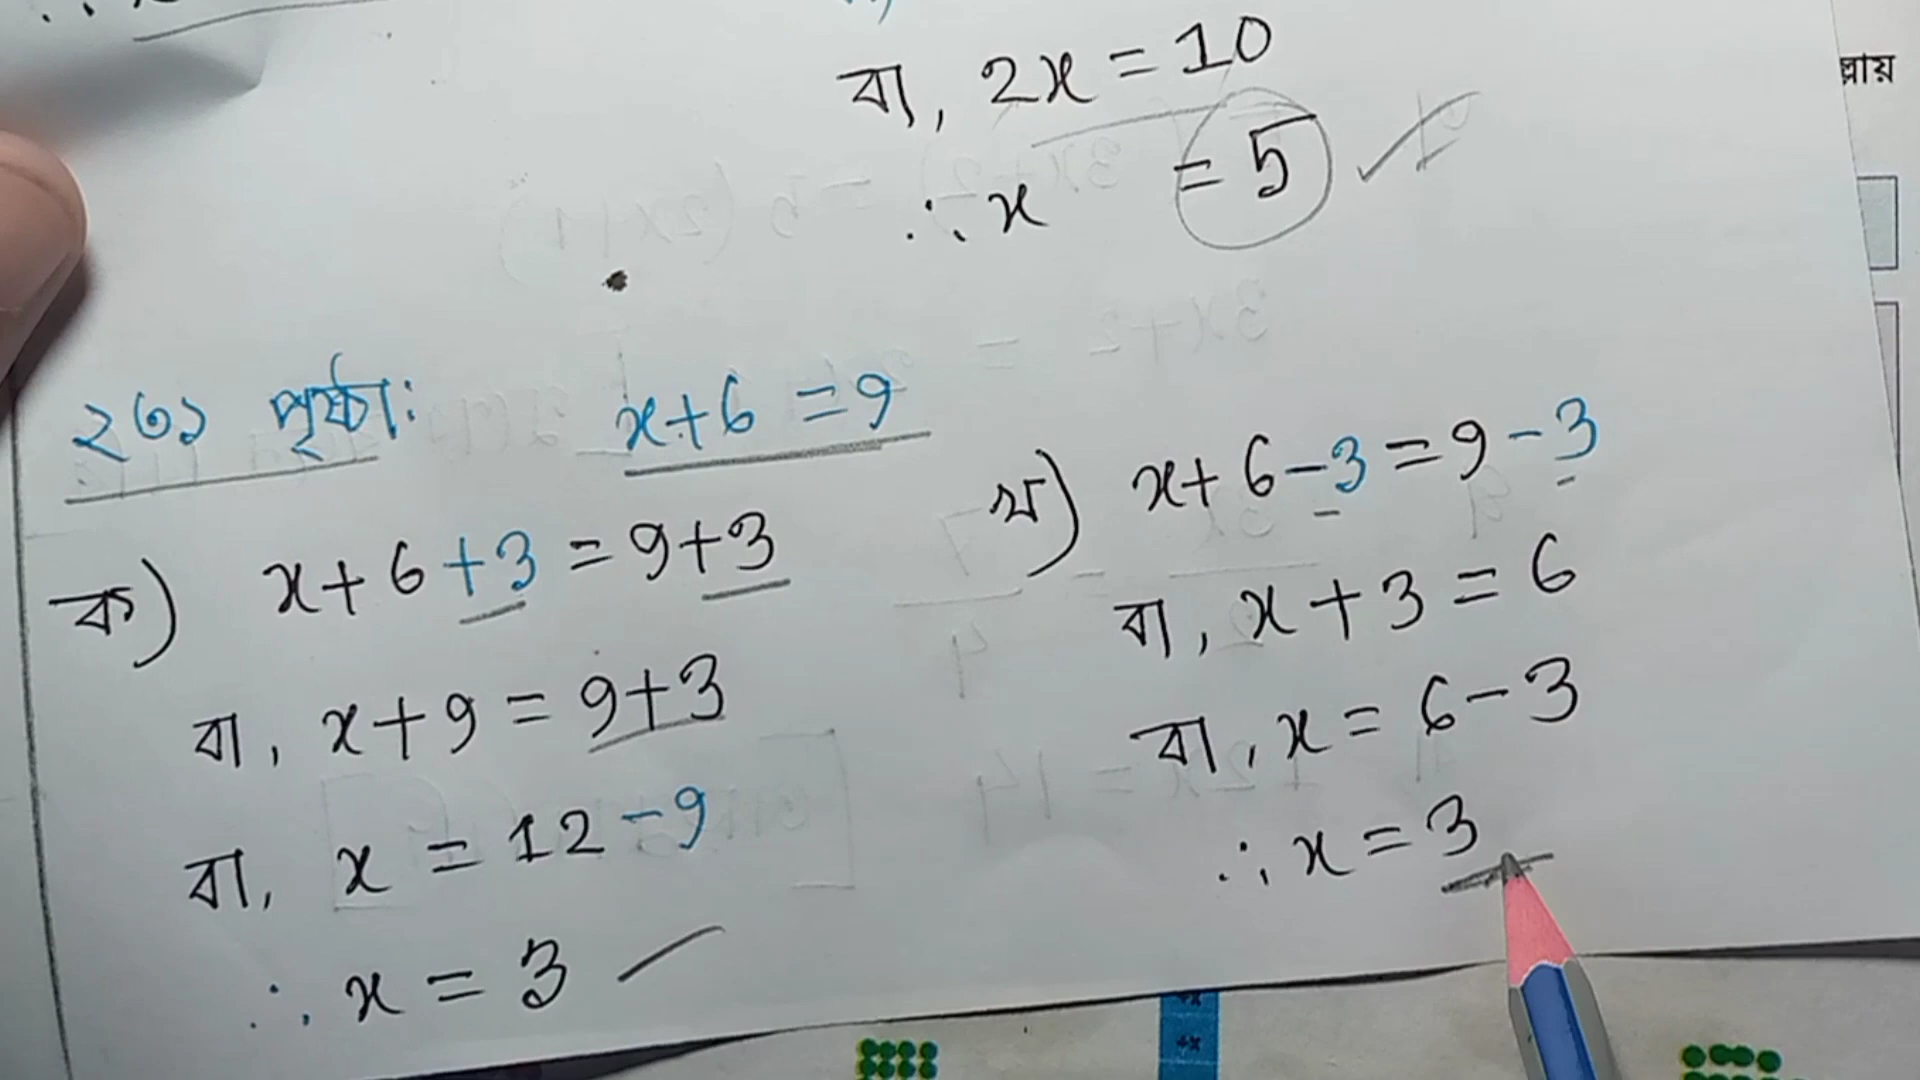 বা, 2x = 10
∴ x = 5
২৩১ পৃষ্ঠা: x+6 = 9
ক) x+6+3 = 9+3
বা, x+9 = 9+3
বা, x = 12-9
∴ x = 3
খ) x+6-3 = 9-3
বা, x+3 = 6
বা, x = 6-3
∴ x = 3